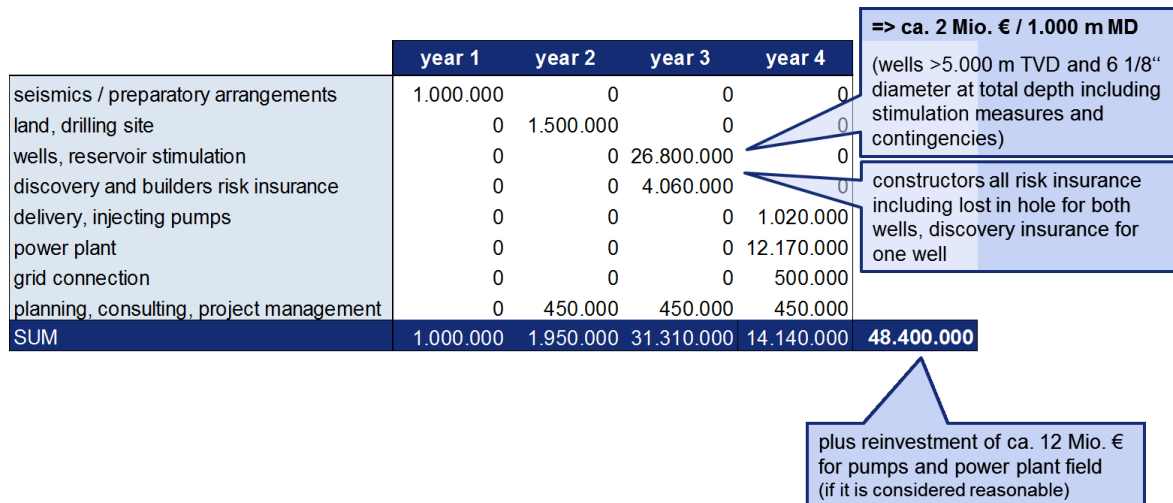 => ca. 2 Mio. € / 1.000 m MD
(wells >5.000 m TVD and 6 1/8“
diameter at total depth including
stimulation measures and
contingencies)
year 1 year 2 year 3 year 4
seismics / preparatory arrangements 1.000.000 0 0 0
land, drilling site 0 1.500.000 0 0
wells, reservoir stimulation 0 0 26.800.000 0
discovery and builders risk insurance 0 0 4.060.000 0
delivery, injecting pumps 0 0 0 1.020.000
power plant 0 0 0 12.170.000
grid connection 0 0 0 500.000
planning, consulting, project management 0 450.000 450.000 450.000
SUM 1.000.000 1.950.000 31.310.000 14.140.000 48.400.000
constructors all risk insurance
including lost in hole for both
wells, discovery insurance for
one well
plus reinvestment of ca. 12 Mio. €
for pumps and power plant field
(if it is considered reasonable)